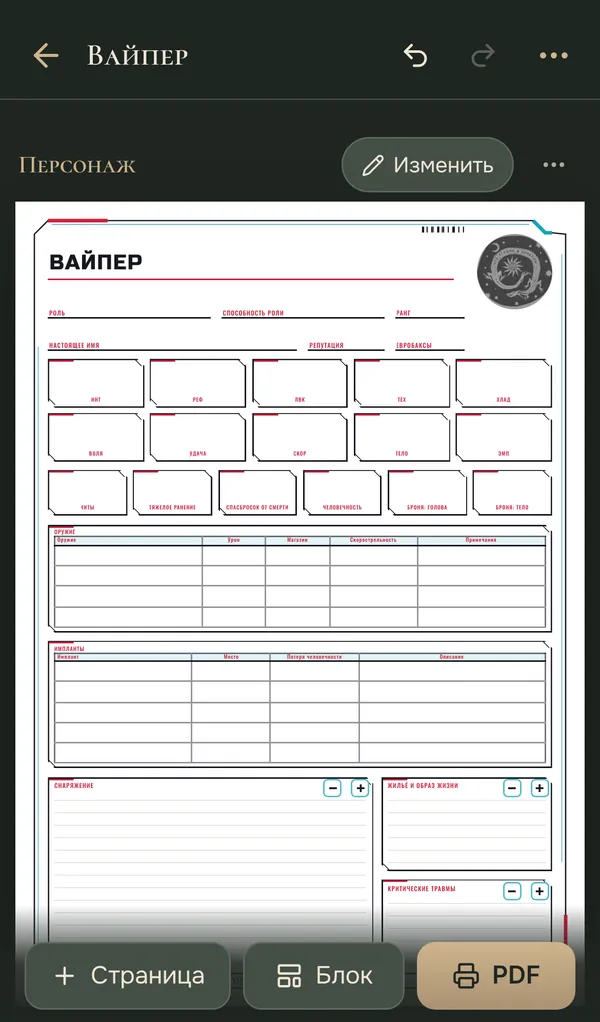 Вайпер
Персонаж
Изменить
ВАЙПЕР
РОЛЬ СПОСОБНОСТЬ РОЛИ РАНГ
НАСТОЯЩЕЕ ИМЯ РЕПУТАЦИЯ ЕВРОБАКСЫ
ИНТ РЕФ ЛВК ТЕХ ХЛАД
ВОЛЯ УДАЧА СКОР ТЕЛО ЭМП
ХИТЫ ТЯЖЕЛОЕ РАНЕНИЕ СПАСБРОСОК ОТ СМЕРТИ ЧЕЛОВЕЧНОСТЬ БРОНЯ: ГОЛОВА БРОНЯ: ТЕЛО
ОРУЖИЕ
Оружие Урон Магазин Скорострельность Примечания
ИМПЛАНТЫ
Имплант Место Потеря человечности Описание
СНАРЯЖЕНИЕ − + ЖИЛЬЁ И ОБРАЗ ЖИЗНИ − +
КРИТИЧЕСКИЕ ТРАВМЫ − +
+ Страница Блок PDF